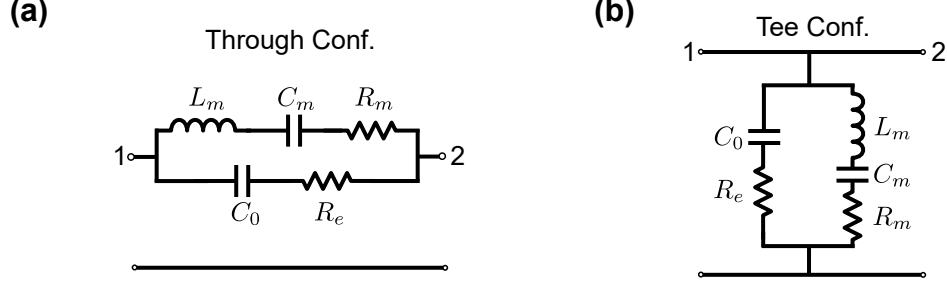 (a)
Through Conf.
L_m C_m R_m
1 2
C_0 R_e
(b)
Tee Conf.
1 2
C_0 L_m
R_e C_m
R_m